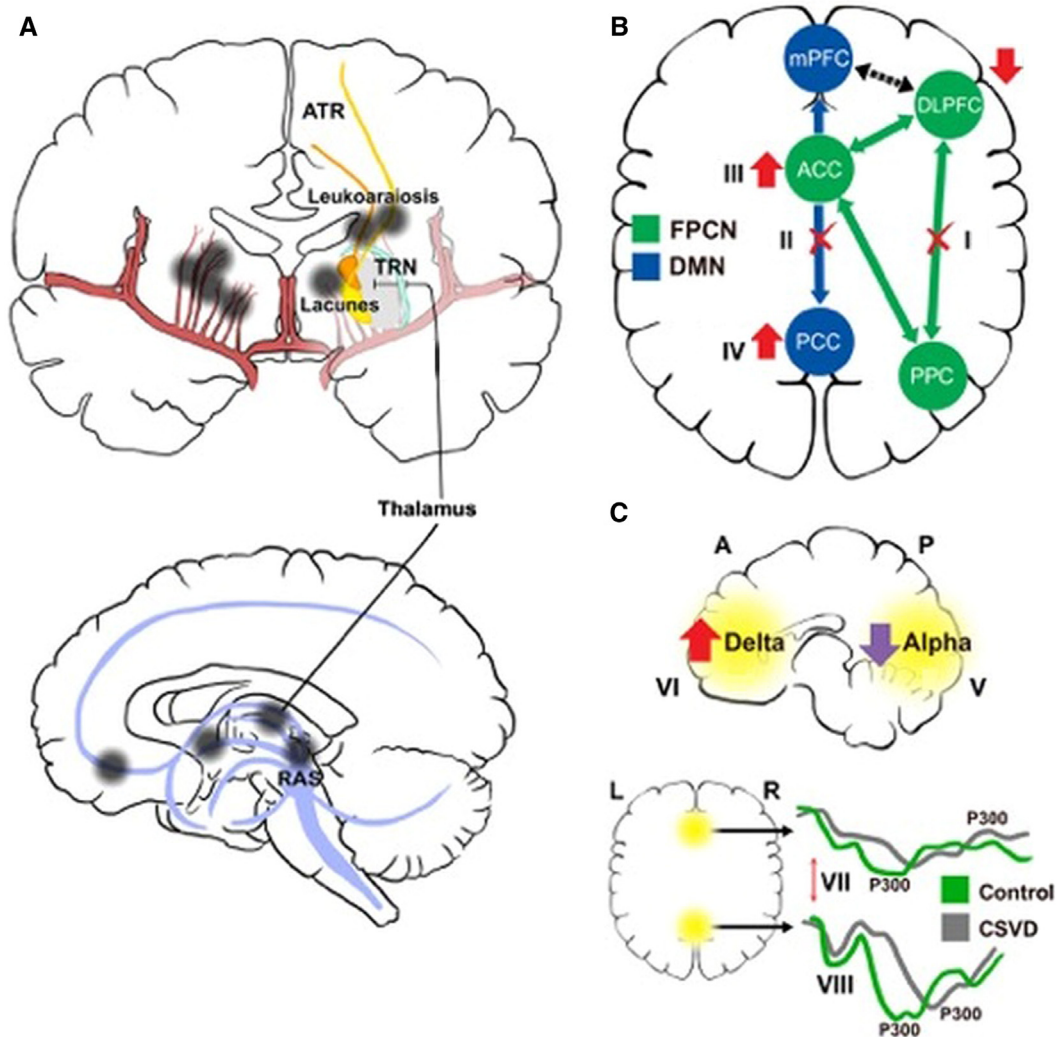 A
ATR
Leukoaraiosis
TRN
Lacunes
Thalamus
RAS
B
mPFC
DLPFC
ACC
III
II
I
FPCN
DMN
IV
PCC
PPC
C
A
P
Delta
Alpha
VI
V
L
R
P300
VII
P300
Control
CSVD
VIII
P300
P300